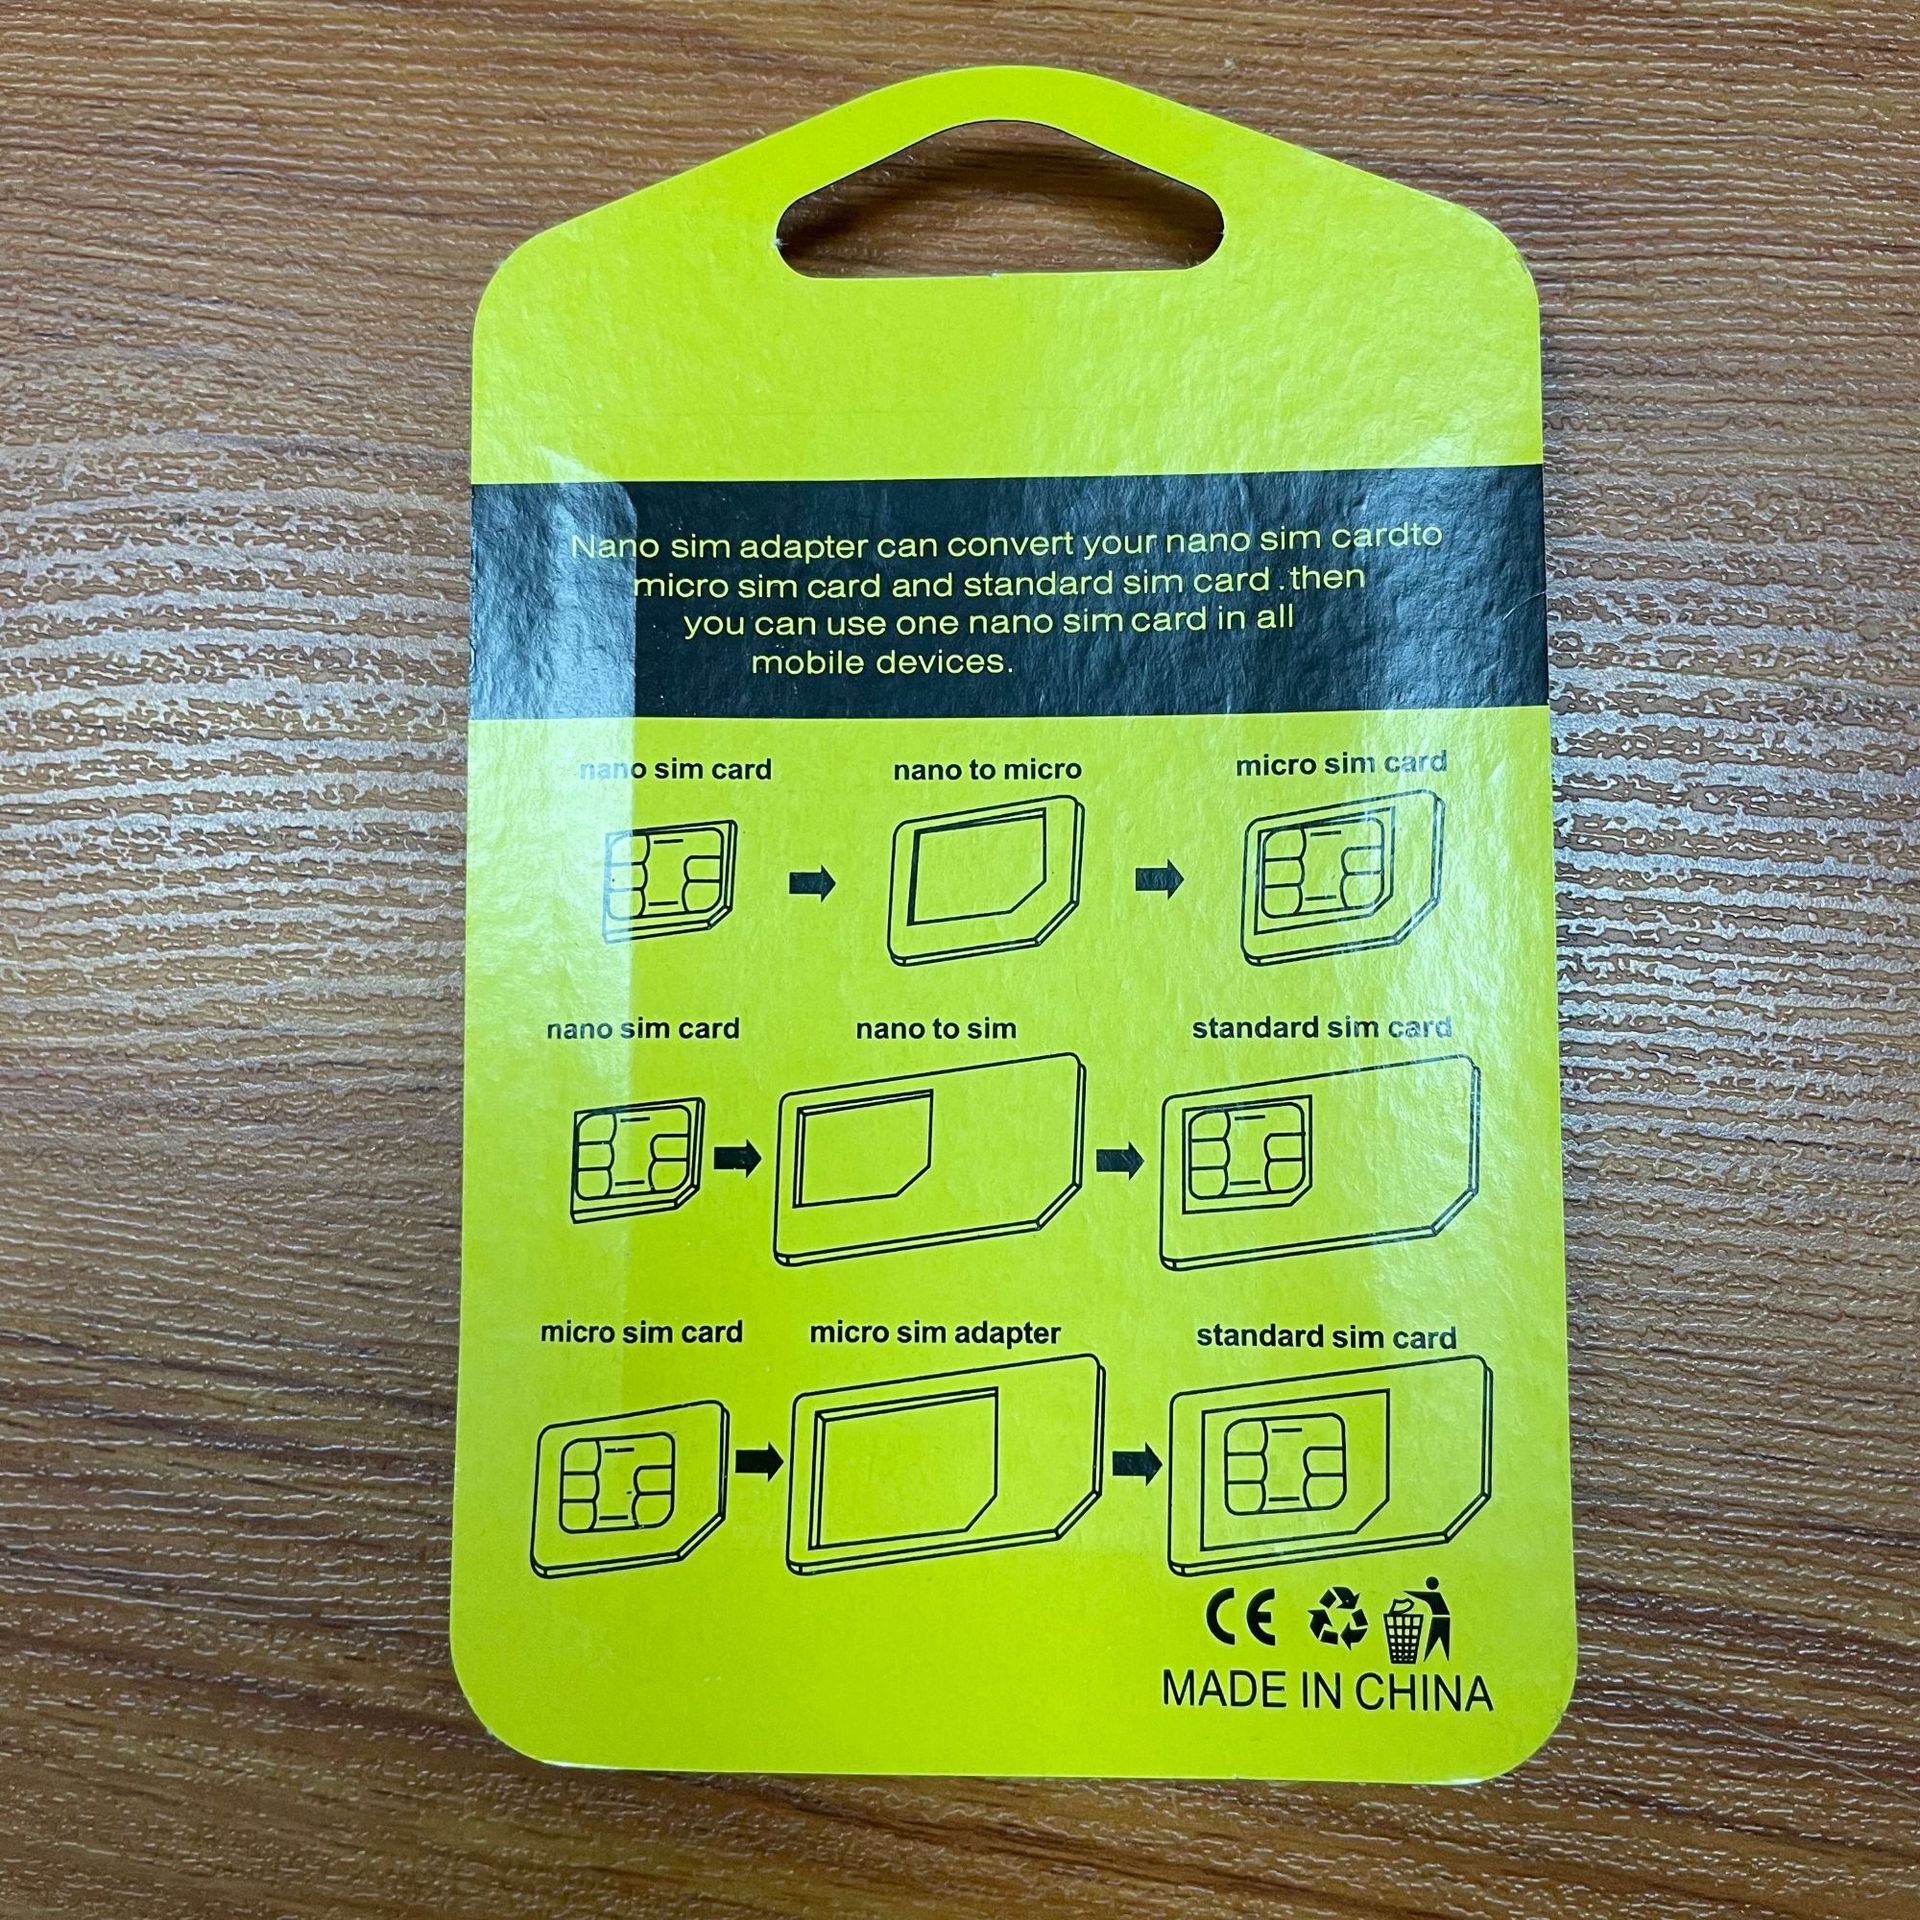 Nano sim adapter can convert your nano sim cardto
micro sim card and standard sim card .then
you can use one nano sim card in all
mobile devices.
nano sim card nano to micro micro sim card
nano sim card nano to sim standard sim card
micro sim card micro sim adapter standard sim card
CE
MADE IN CHINA